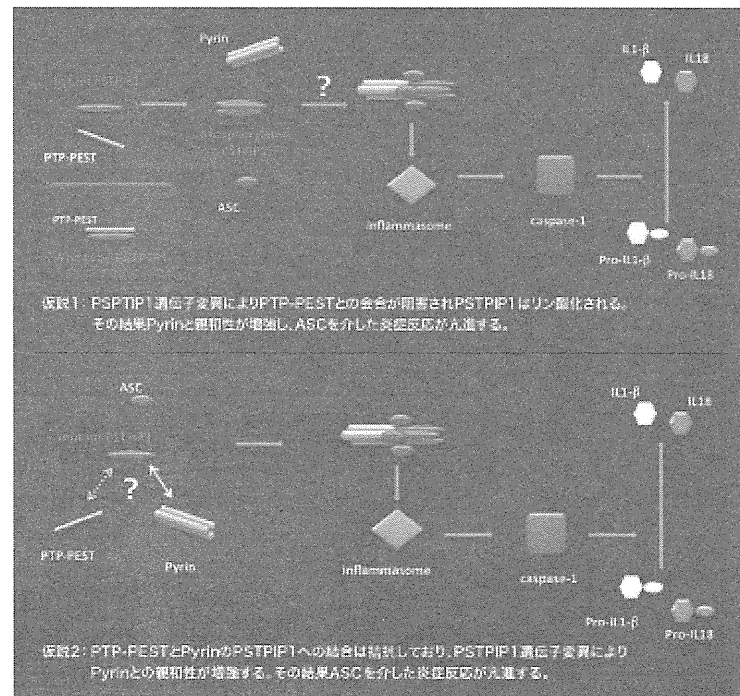 Pyrin
?
IL1-β
IL18
PTP-PEST
PTP-PEST
ASC
inflammasome
caspase-1
Pro-IL1-β
Pro-IL18
仮説1：PSPTIP1遺伝子変異によりPTP-PESTとの会合が阻害されPSTPIP1はリン酸化される。
その結果Pyrinと親和性が増強し、ASCを介した炎症反応が亢進する。
ASC
IL1-β
IL18
?
PTP-PEST
Pyrin
inflammasome
caspase-1
Pro-IL1-β
Pro-IL18
仮説2：PTP-PESTとPyrinのPSTPIP1への結合は拮抗しており、PSTPIP1遺伝子変異により
Pyrinとの親和性が増強する。その結果ASCを介した炎症反応が亢進する。